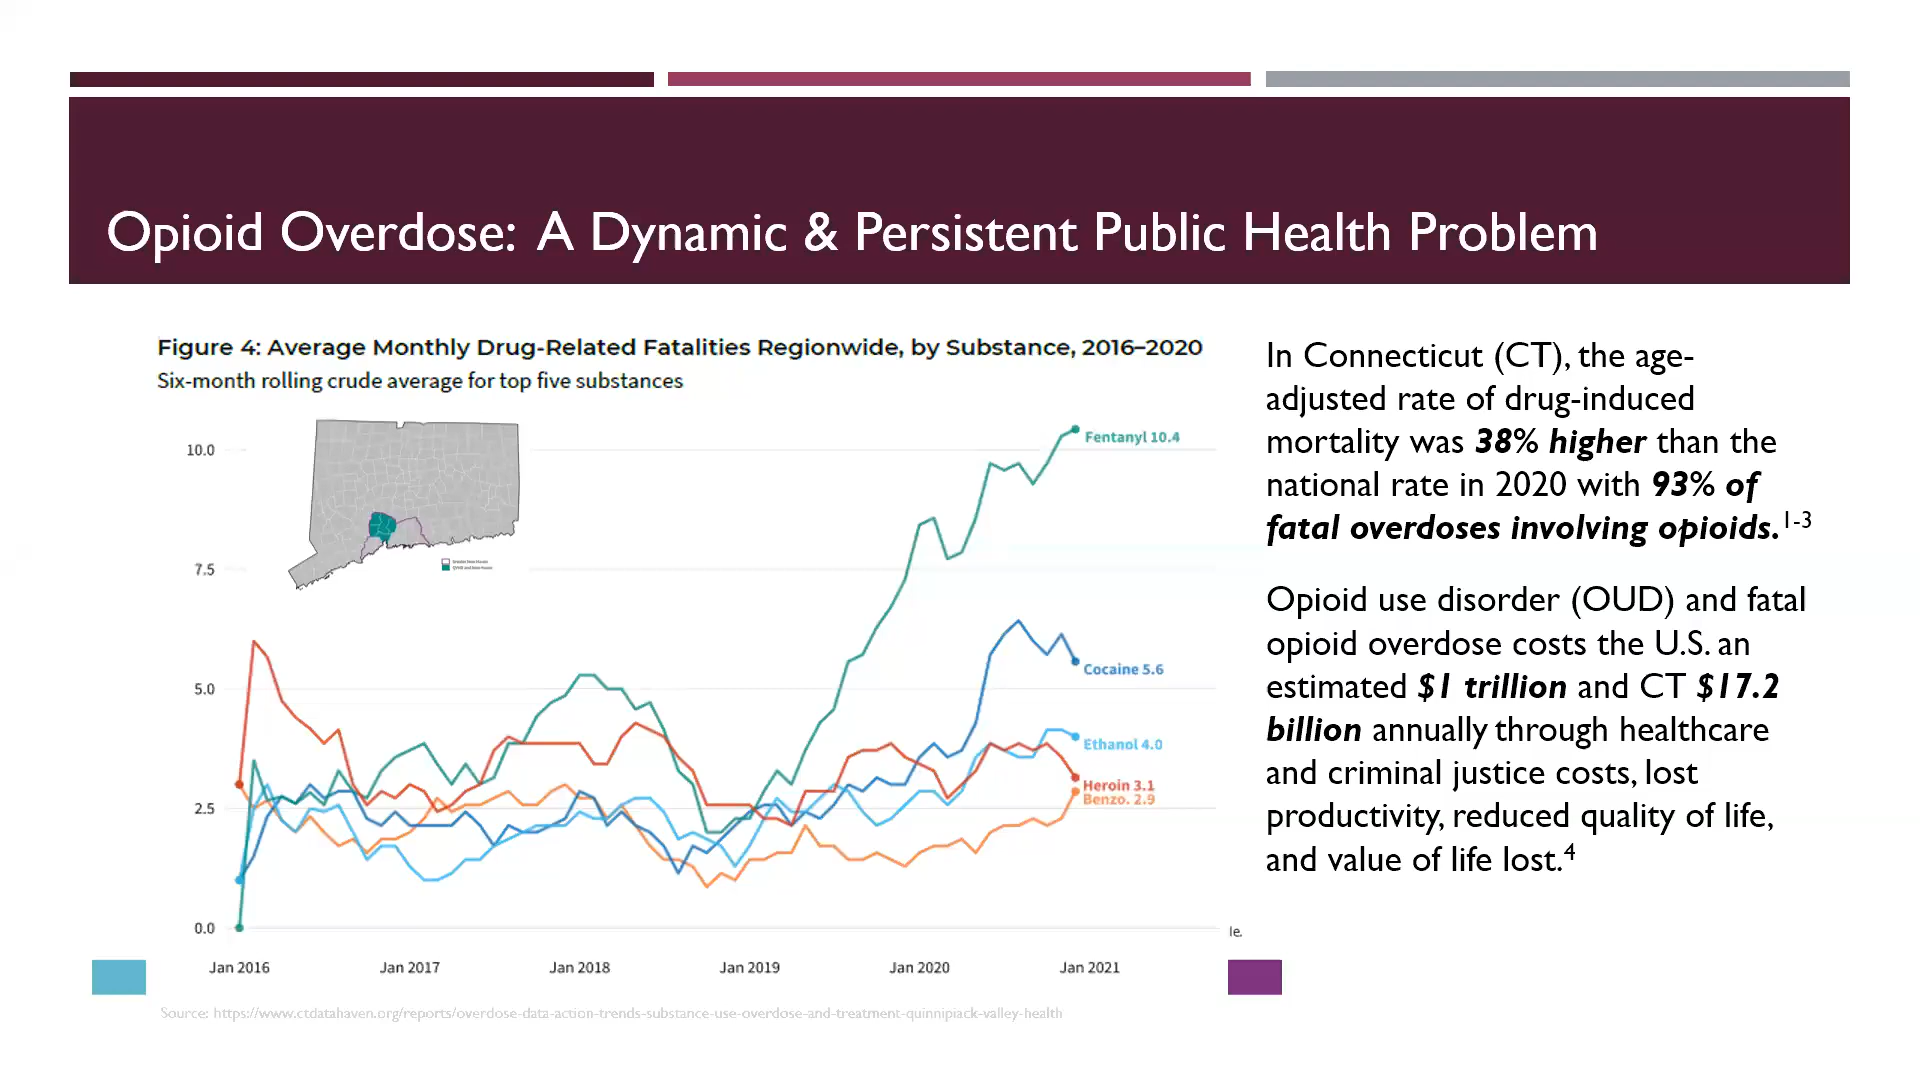 Opioid Overdose: A Dynamic & Persistent Public Health Problem
Figure 4: Average Monthly Drug-Related Fatalities Regionwide, by Substance, 2016–2020
Six-month rolling crude average for top five substances
10.0
7.5
5.0
2.5
0.0
Fentanyl 10.4
Cocaine 5.6
Ethanol 4.0
Heroin 3.1
Benzo. 2.9
Jan 2016
Jan 2017
Jan 2018
Jan 2019
Jan 2020
Jan 2021
le.
Source: https://www.ctdatahaven.org/reports/overdose-data-action-trends-substance-use-overdose-and-treatment-quinnipiack-valley-health
In Connecticut (CT), the age-
adjusted rate of drug-induced
mortality was 38% higher than the
national rate in 2020 with 93% of
fatal overdoses involving opioids.1-3
Opioid use disorder (OUD) and fatal
opioid overdose costs the U.S. an
estimated $1 trillion and CT $17.2
billion annually through healthcare
and criminal justice costs, lost
productivity, reduced quality of life,
and value of life lost.4